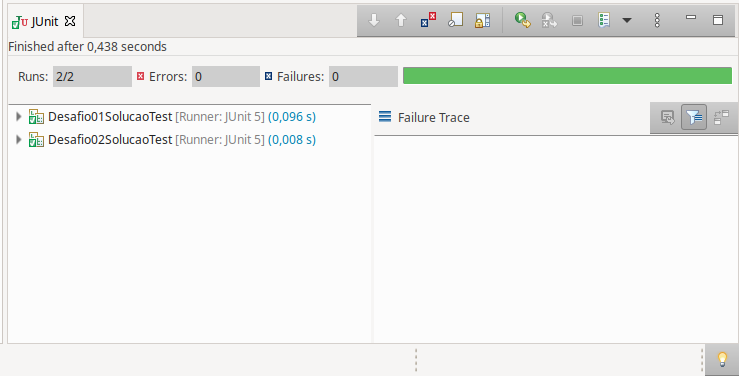 JUnit
Finished after 0,438 seconds
Runs: 2/2 Errors: 0 Failures: 0
Desafio01SolucaoTest [Runner: JUnit 5] (0,096 s)
Desafio02SolucaoTest [Runner: JUnit 5] (0,008 s)
Failure Trace